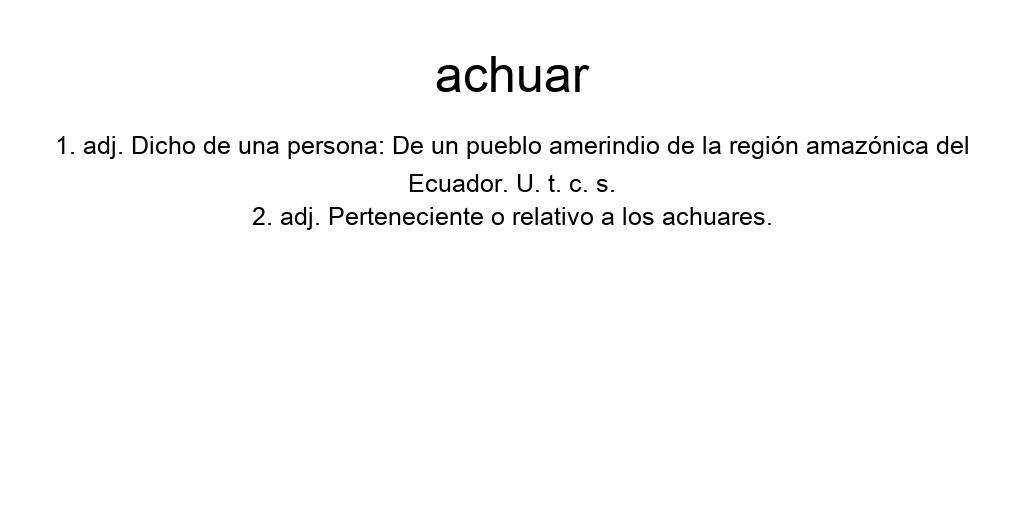 achuar
1. adj. Dicho de una persona: De un pueblo amerindio de la región amazónica del
Ecuador. U. t. c. s.
2. adj. Perteneciente o relativo a los achuares.